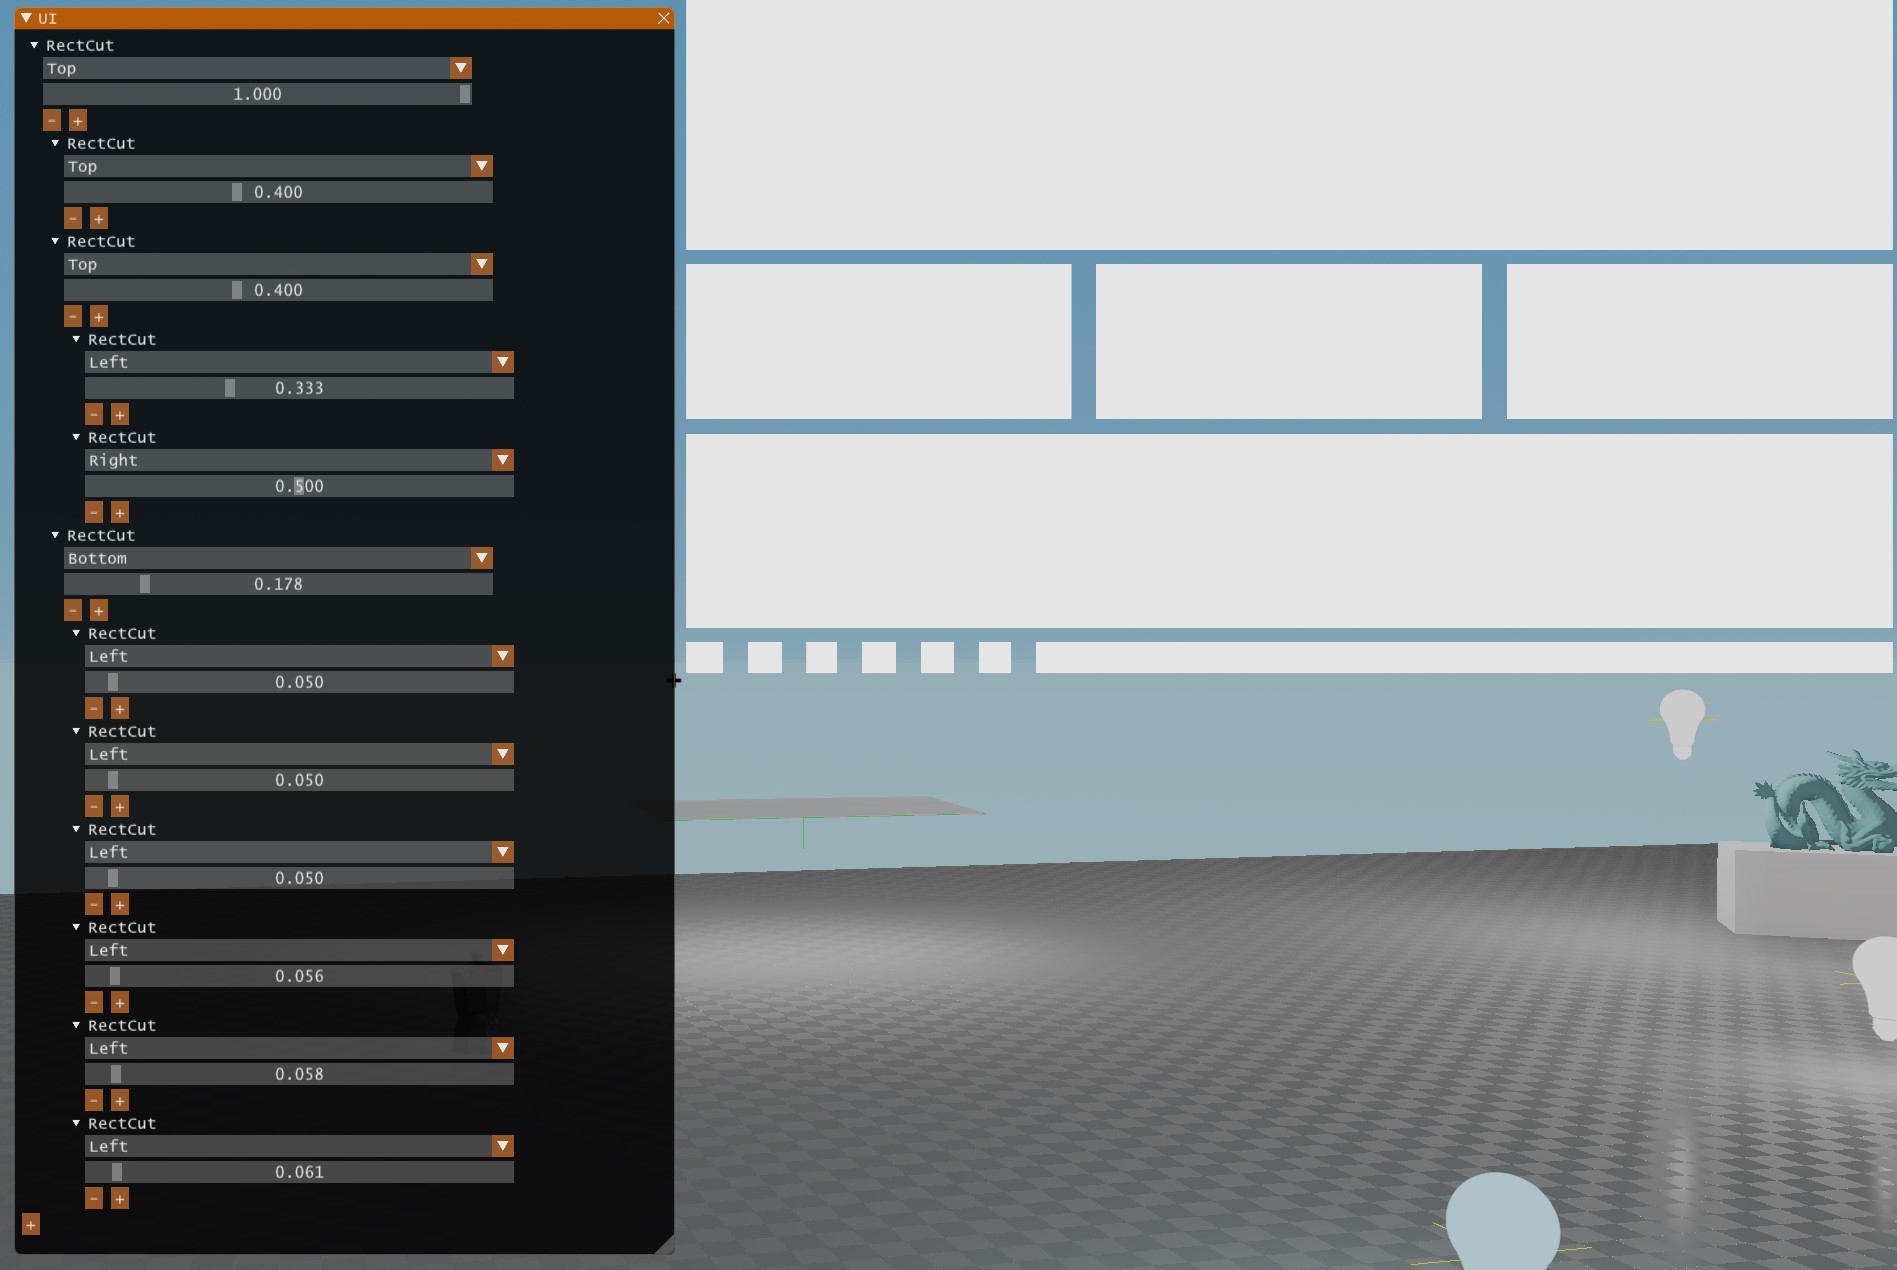 UI
RectCut
Top
1.000
- +
RectCut
Top
0.400
- +
RectCut
Top
0.400
- +
RectCut
Left
0.333
- +
RectCut
Right
0.500
- +
RectCut
Bottom
0.178
- +
RectCut
Left
0.050
- +
RectCut
Left
0.050
- +
RectCut
Left
0.050
- +
RectCut
Left
0.056
- +
RectCut
Left
0.058
- +
RectCut
Left
0.061
- +
+